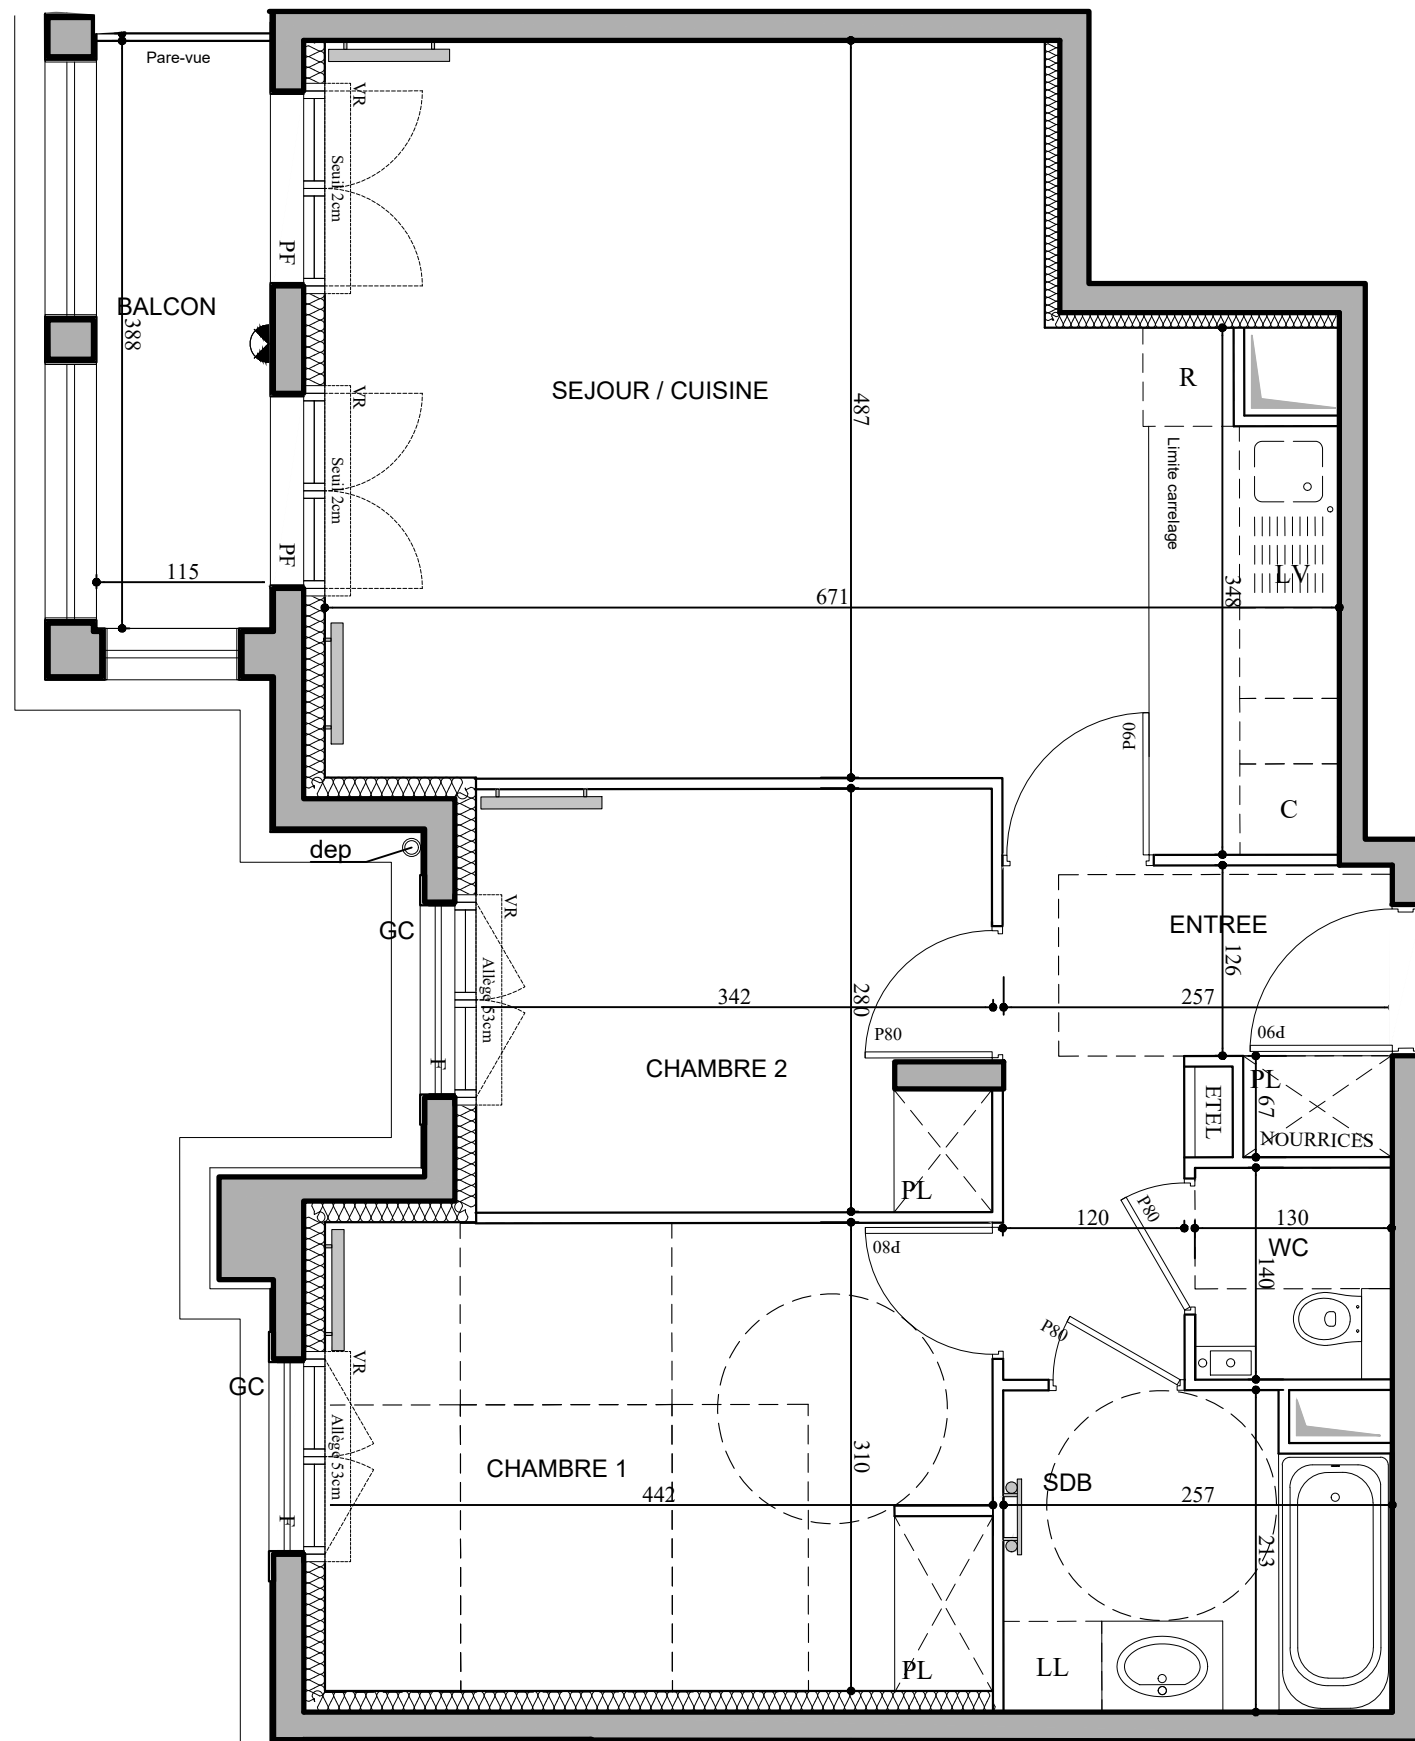 Pare-vue
VR
Seuil 2cm
PF
BALCON
388
SEJOUR / CUISINE
487
R
Limite carrelage
VR
Seuil 2cm
PF
115
LV
348
671
P90
C
dep
VR
GC
ENTREE
126
Allège 53cm
342
280
257
P80
P90
F
CHAMBRE 2
PL
67
ETEL
NOURRICES
PL
P80
120
130
P80
WC
140
P80
VR
GC
Allège 53cm
310
CHAMBRE 1
SDB
442
257
F
213
PL
LL